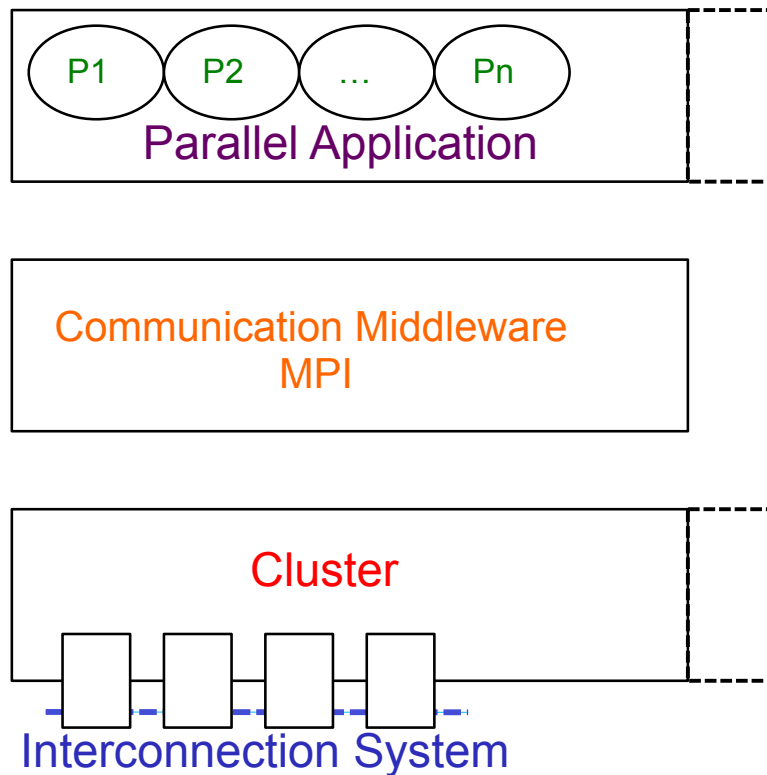 P1 P2 … Pn
Parallel Application
Communication Middleware
MPI
Cluster
Interconnection System